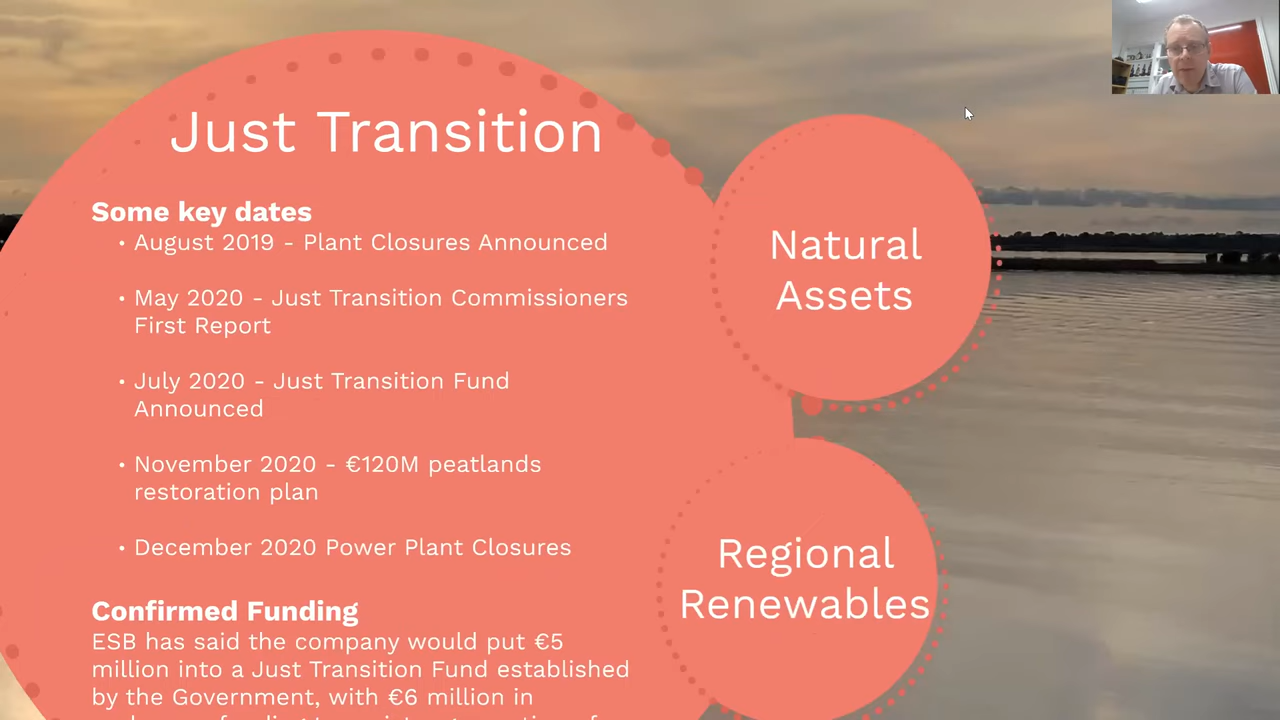 Just Transition
Some key dates
• August 2019 - Plant Closures Announced
• May 2020 - Just Transition Commissioners
First Report
• July 2020 - Just Transition Fund
Announced
• November 2020 - €120M peatlands
restoration plan
• December 2020 Power Plant Closures
Confirmed Funding
ESB has said the company would put €5
million into a Just Transition Fund established
by the Government, with €6 million in
Natural
Assets
Regional
Renewables